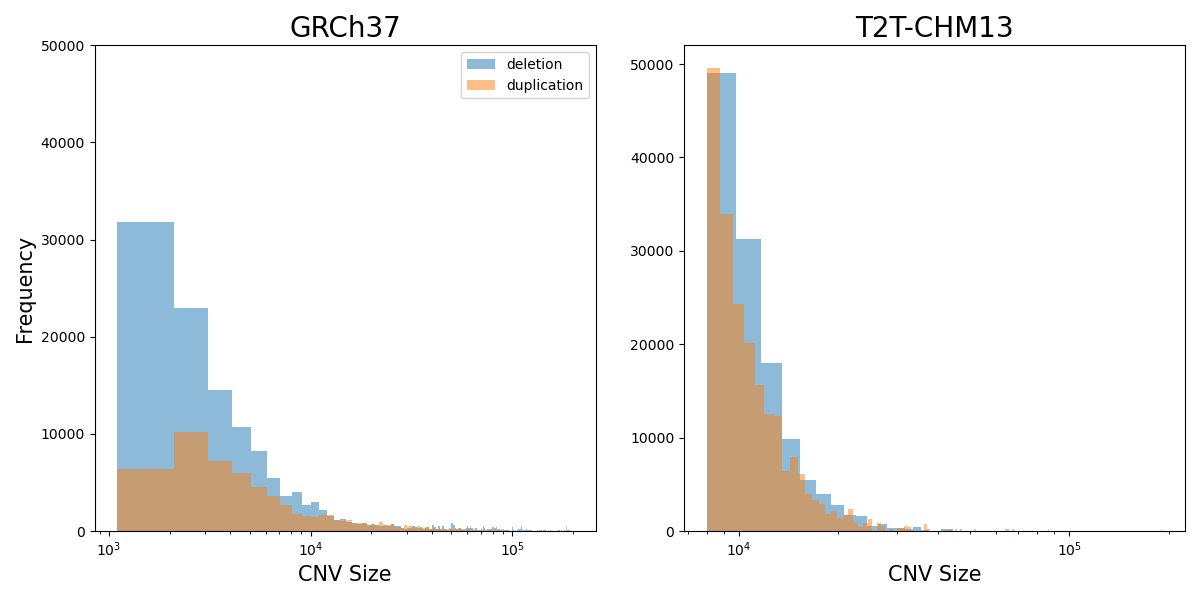 GRCh37
50000
40000
30000
20000
10000
0
Frequency
10³
10⁴
10⁵
CNV Size
deletion
duplication
T2T-CHM13
50000
40000
30000
20000
10000
0
10⁴
10⁵
CNV Size